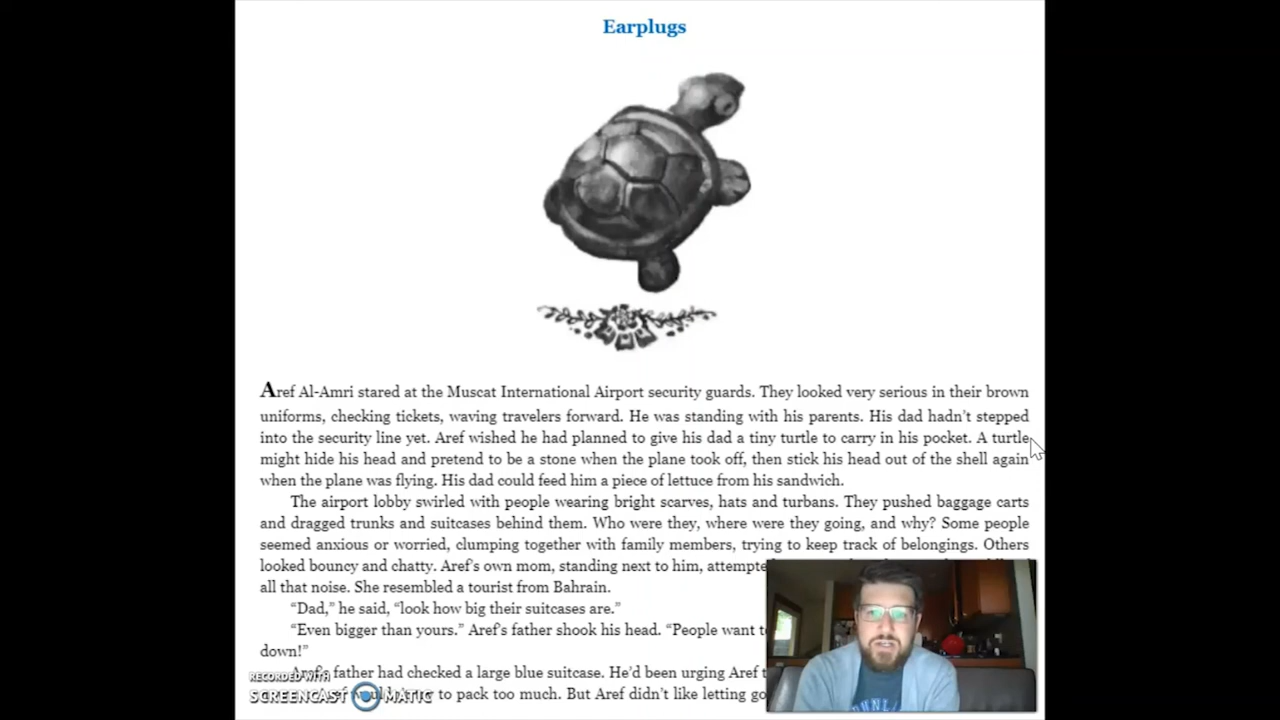 Earplugs
Aref Al-Amri stared at the Muscat International Airport security guards. They looked very serious in their brown
uniforms, checking tickets, waving travelers forward. He was standing with his parents. His dad hadn't stepped
into the security line yet. Aref wished he had planned to give his dad a tiny turtle to carry in his pocket. A turtle
might hide his head and pretend to be a stone when the plane took off, then stick his head out of the shell again
when the plane was flying. His dad could feed him a piece of lettuce from his sandwich.
The airport lobby swirled with people wearing bright scarves, hats and turbans. They pushed baggage carts
and dragged trunks and suitcases behind them. Who were they, where were they going, and why? Some people
seemed anxious or worried, clumping together with family members, trying to keep track of belongings. Others
looked bouncy and chatty. Aref's own mom, standing next to him,
all that noise. She resembled a tourist from Bahrain.
"Dad," he said, "look how big their suitcases are."
"Even bigger than yours." Aref's father shook his head. "People want
down!"
Aref's father had checked a large blue suitcase. He'd been urging Aref
to pack too much. But Aref didn't like letting
RECORDED WITH
SCREENCAST MATIC
DUNL